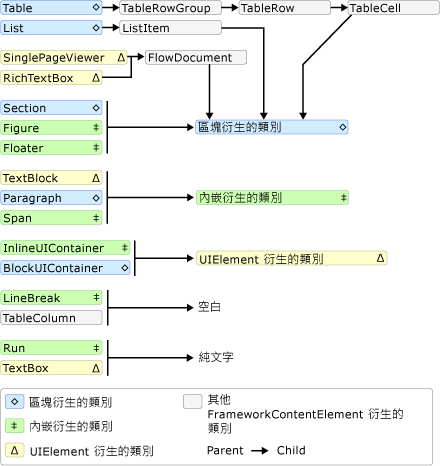 Table ◇ TableRowGroup TableRow TableCell
List ◇ ListItem
SinglePageViewer Δ FlowDocument
RichTextBox Δ
Section ◇
Figure ‡ 區塊衍生的類別 ◇
Floater ‡
TextBlock Δ
Paragraph ◇ 內嵌衍生的類別 ‡
Span ‡
InlineUIContainer ‡
UIElement 衍生的類別 Δ
BlockUIContainer ◇
LineBreak ‡
空白
TableColumn
Run ‡
純文字
TextBox Δ
◇ 區塊衍生的類別
‡ 內嵌衍生的類別
Δ UIElement 衍生的類別
其他
FrameworkContentElement 衍生的
類別
Parent Child